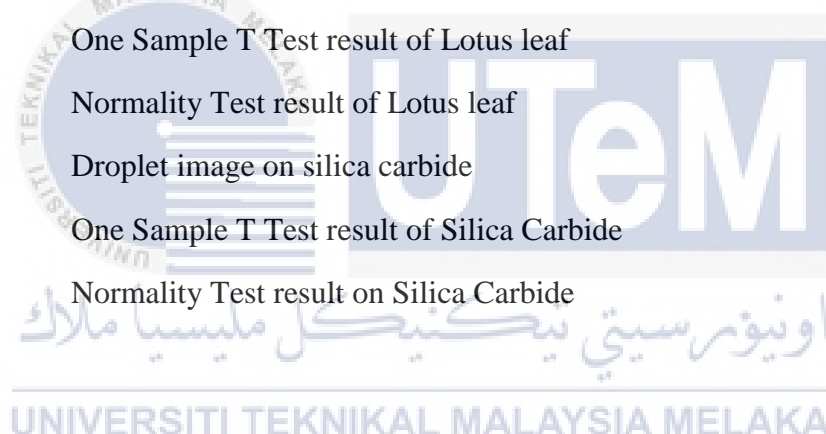 One Sample T Test result of Lotus leaf
Normality Test result of Lotus leaf
Droplet image on silica carbide
One Sample T Test result of Silica Carbide
Normality Test result on Silica Carbide
UTeM
اونيۏرسيتي تيكنيكل مليسيا ملاك
UNIVERSITI TEKNIKAL MALAYSIA MELAKA